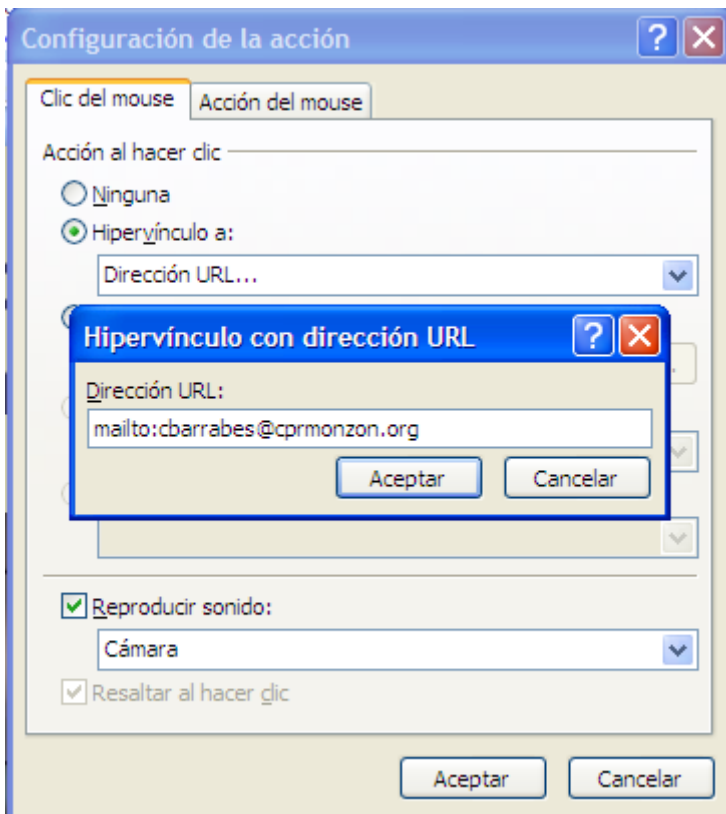 Configuración de la acción
Clic del mouse Acción del mouse
Acción al hacer clic
Ninguna
Hipervínculo a:
Dirección URL...
Hipervínculo con dirección URL
Dirección URL:
mailto:cbarrabes@cprmonzon.org
Aceptar Cancelar
Reproducir sonido:
Cámara
Resaltar al hacer clic
Aceptar Cancelar